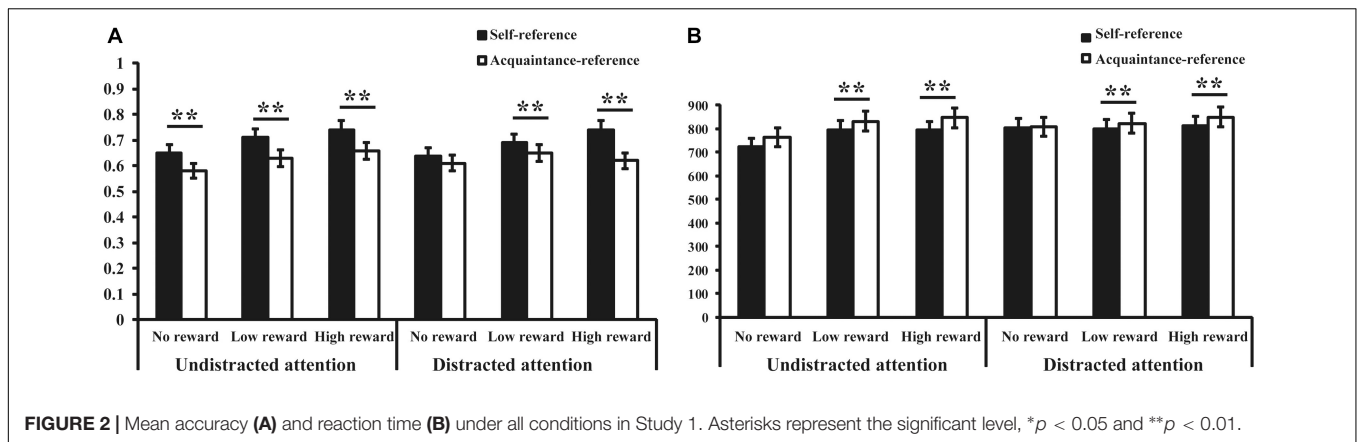 A
Self-reference
Acquaintance-reference
1
0.9
0.8
0.7
0.6
0.5
0.4
0.3
0.2
0.1
0
** ** ** ** **
No reward Low reward High reward No reward Low reward High reward
Undistracted attention Distracted attention
B
Self-reference
Acquaintance-reference
900
800
700
600
500
400
300
200
100
0
** ** ** **
No reward Low reward High reward No reward Low reward High reward
Undistracted attention Distracted attention
FIGURE 2 | Mean accuracy (A) and reaction time (B) under all conditions in Study 1. Asterisks represent the significant level, *p < 0.05 and **p < 0.01.